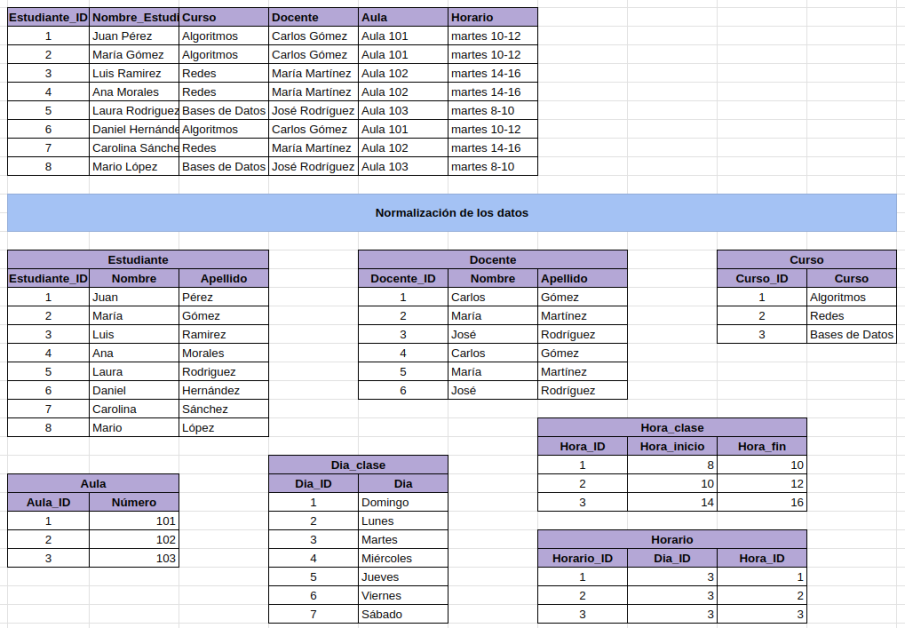 Estudiante_ID Nombre_Estudi Curso Docente Aula Horario
1 Juan Pérez Algoritmos Carlos Gómez Aula 101 martes 10-12
2 María Gómez Algoritmos Carlos Gómez Aula 101 martes 10-12
3 Luis Ramirez Redes María Martínez Aula 102 martes 14-16
4 Ana Morales Redes María Martínez Aula 102 martes 14-16
5 Laura Rodriguez Bases de Datos José Rodríguez Aula 103 martes 8-10
6 Daniel Hernánde Algoritmos Carlos Gómez Aula 101 martes 10-12
7 Carolina Sánche Redes María Martínez Aula 102 martes 14-16
8 Mario López Bases de Datos José Rodríguez Aula 103 martes 8-10
Normalización de los datos
Estudiante
Estudiante_ID Nombre Apellido
1 Juan Pérez
2 María Gómez
3 Luis Ramirez
4 Ana Morales
5 Laura Rodriguez
6 Daniel Hernández
7 Carolina Sánchez
8 Mario López
Docente
Docente_ID Nombre Apellido
1 Carlos Gómez
2 María Martínez
3 José Rodríguez
4 Carlos Gómez
5 María Martínez
6 José Rodríguez
Curso
Curso_ID Curso
1 Algoritmos
2 Redes
3 Bases de Datos
Aula
Aula_ID Número
1 101
2 102
3 103
Dia_clase
Dia_ID Dia
1 Domingo
2 Lunes
3 Martes
4 Miércoles
5 Jueves
6 Viernes
7 Sábado
Hora_clase
Hora_ID Hora_inicio Hora_fin
1 8 10
2 10 12
3 14 16
Horario
Horario_ID Dia_ID Hora_ID
1 3 1
2 3 2
3 3 3